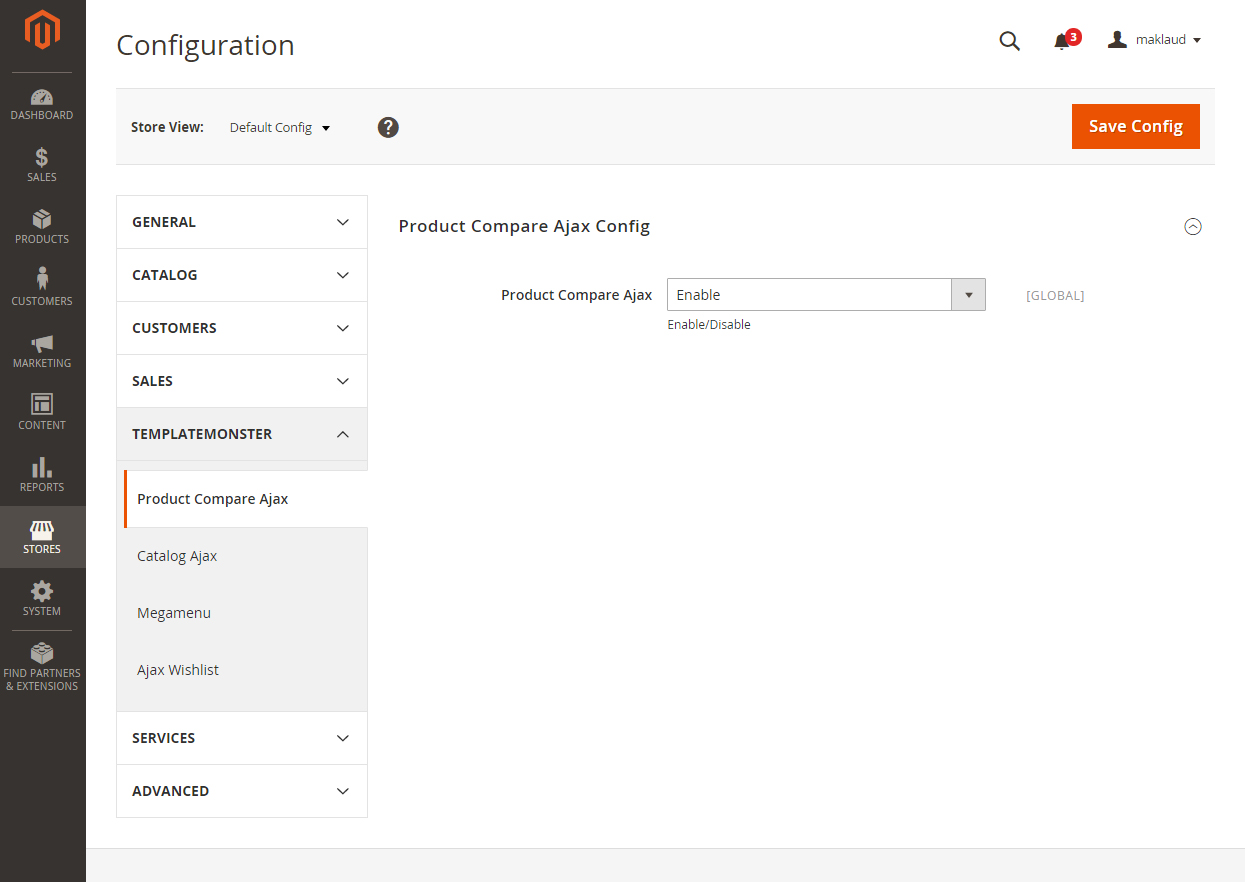 Configuration
3
maklaud
DASHBOARD
SALES
PRODUCTS
CUSTOMERS
MARKETING
CONTENT
REPORTS
STORES
SYSTEM
FIND PARTNERS
& EXTENSIONS
Store View: Default Config ?
Save Config
GENERAL
CATALOG
CUSTOMERS
SALES
TEMPLATEMONSTER
Product Compare Ajax
Catalog Ajax
Megamenu
Ajax Wishlist
SERVICES
ADVANCED
Product Compare Ajax Config
Product Compare Ajax Enable [GLOBAL]
Enable/Disable